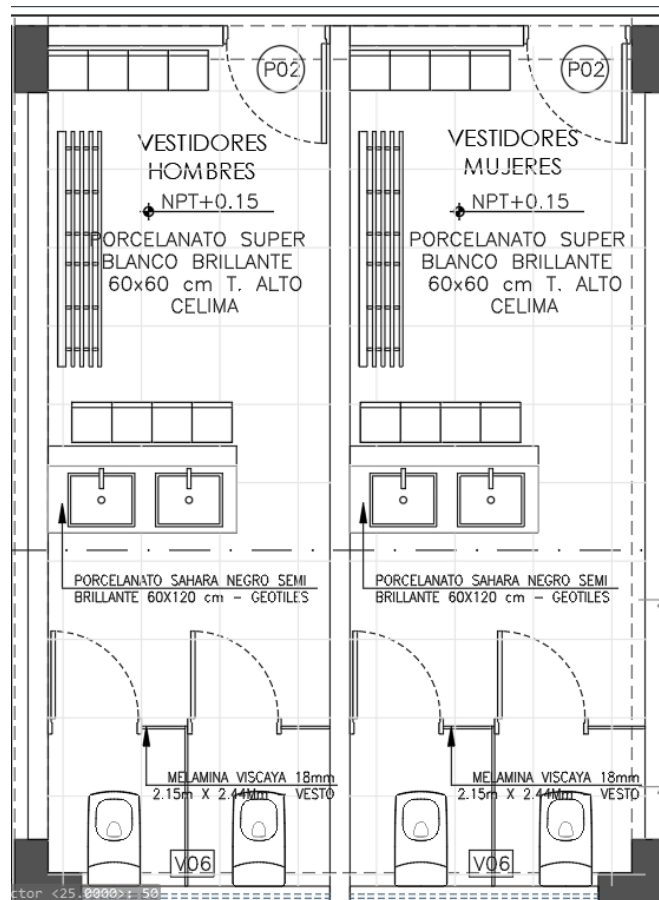 P02
VESTIDORES
HOMBRES
NPT+0.15
PORCELANATO SUPER
BLANCO BRILLANTE
60x60 cm T. ALTO
CELIMA
P02
VESTIDORES
MUJERES
NPT+0.15
PORCELANATO SUPER
BLANCO BRILLANTE
60x60 cm T. ALTO
CELIMA
PORCELANATO SAHARA NEGRO SEMI
BRILLANTE 60X120 cm - GEOTILES
PORCELANATO SAHARA NEGRO SEMI
BRILLANTE 60X120 cm - GEOTILES
MELAMINA VISCAYA 18mm
2.15m X 2.44Mm - VESTO
MELAMINA VISCAYA 18mm
2.15m X 2.44Mm - VESTO
V06
V06
ctor <25.0000>: 50